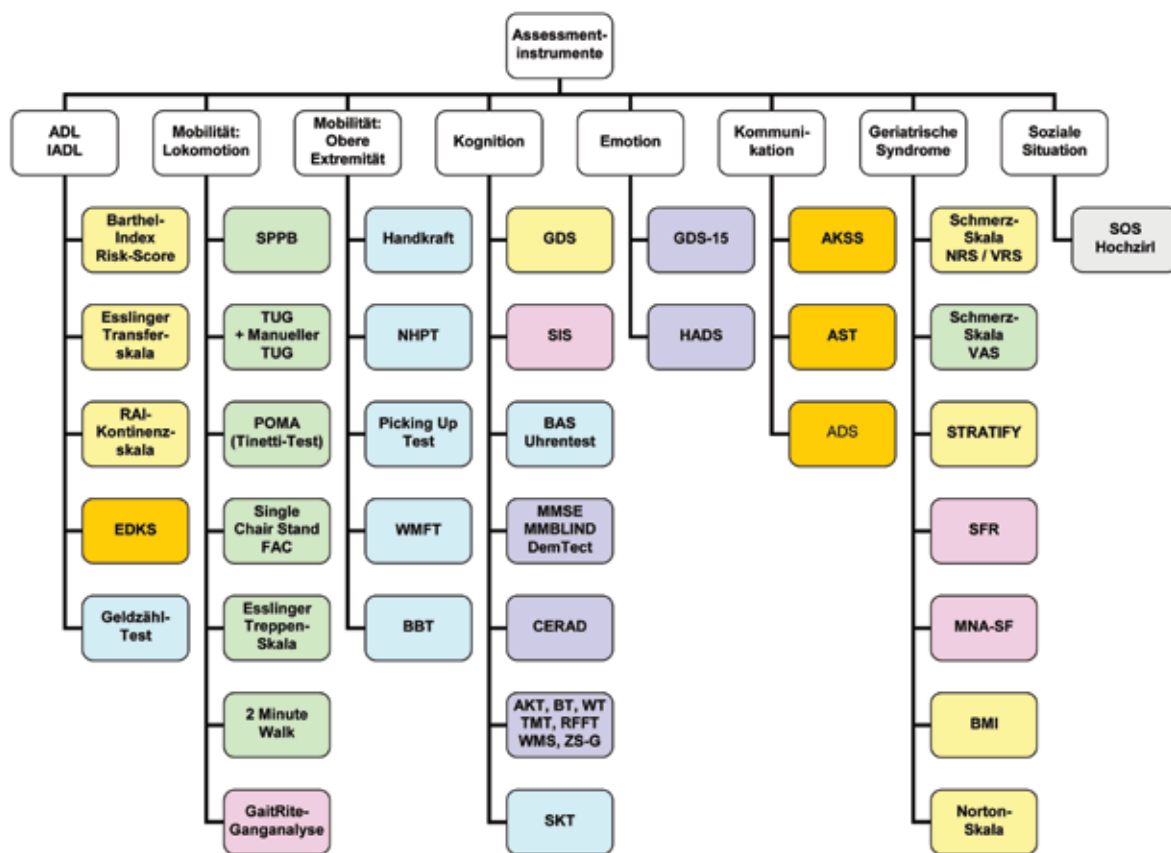 Assessment-
instrumente
ADL
IADL
Mobilität:
Lokomotion
Mobilität:
Obere
Extremität
Kognition
Emotion
Kommuni-
kation
Geriatrische
Syndrome
Soziale
Situation
Barthel-
Index
Risk-Score
Esslinger
Transfer-
skala
RAI-
Kontinenz-
skala
EDKS
Geldzähl-
Test
SPPB
TUG
+ Manueller
TUG
POMA
(Tinetti-Test)
Single
Chair Stand
FAC
Esslinger
Treppen-
Skala
2 Minute
Walk
GaitRite-
Ganganalyse
Handkraft
NHPT
Picking Up
Test
WMFT
BBT
GDS
SIS
BAS
Uhrentest
MMSE
MMBLIND
DemTect
CERAD
AKT, BT, WT
TMT, RFFT
WMS, ZS-G
SKT
GDS-15
HADS
AKSS
AST
ADS
Schmerz-
Skala
NRS / VRS
Schmerz-
Skala
VAS
STRATIFY
SFR
MNA-SF
BMI
Norton-
Skala
SOS
Hochzirl